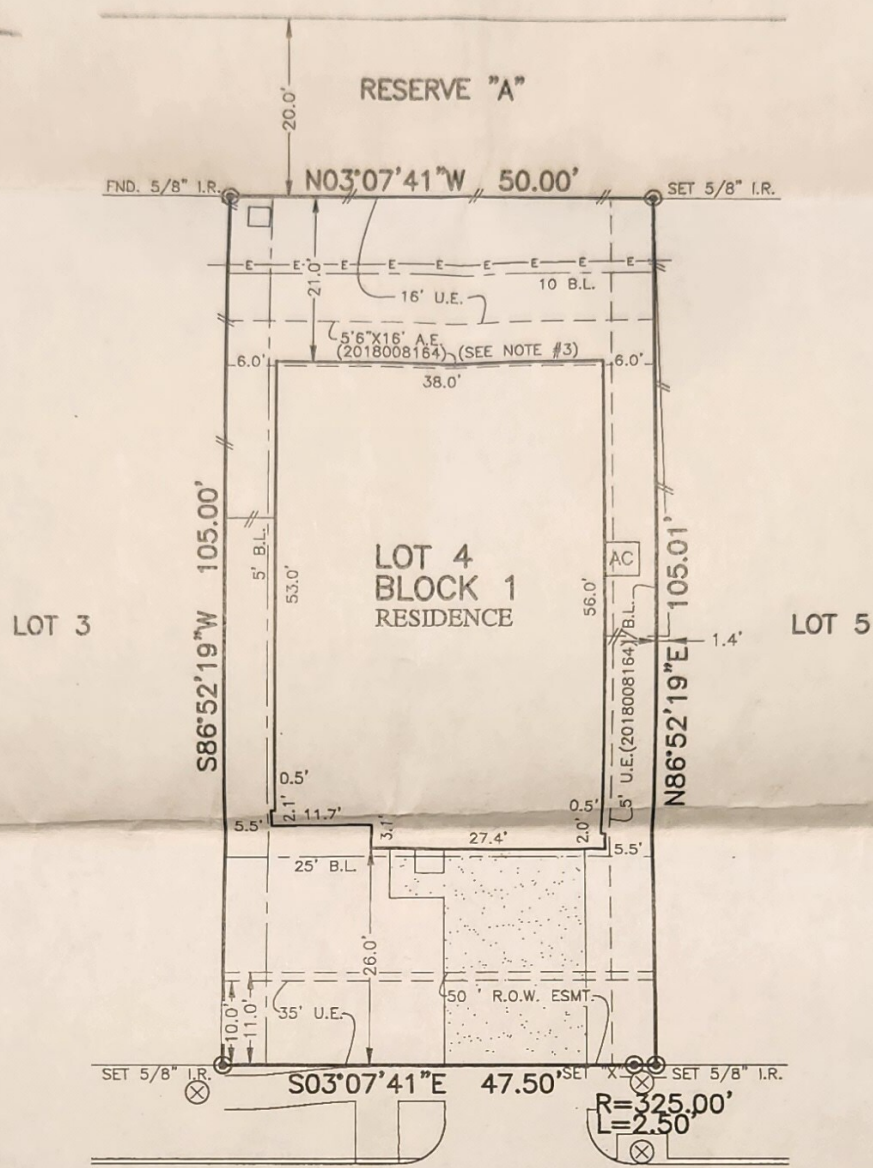 20.0'
RESERVE "A"
FND. 5/8" I.R.
N03°07'41"W 50.00'
SET 5/8" I.R.
E E E E E E E E E
21.0'
10 B.L.
16' U.E.
5'6"X16' A.E.
(2018008164) (SEE NOTE #3)
6.0'
6.0'
38.0'
S86°52'19"W 105.00'
5' B.L.
53.0'
LOT 4
BLOCK 1
RESIDENCE
56.0'
AC
5' U.E.(2018008164)/B.L.
N86°52'19"E 105.01'
1.4'
LOT 3
LOT 5
0.5'
2.1'
11.7'
5.5'
3.1'
27.4'
0.5'
2.0'
5.5'
25' B.L.
26.0'
10.0'
11.0'
35' U.E.
50 ' R.O.W. ESMT.
SET 5/8" I.R.
S03°07'41"E 47.50'
SET "X"
SET 5/8" I.R.
R=325.00'
L=2.50'